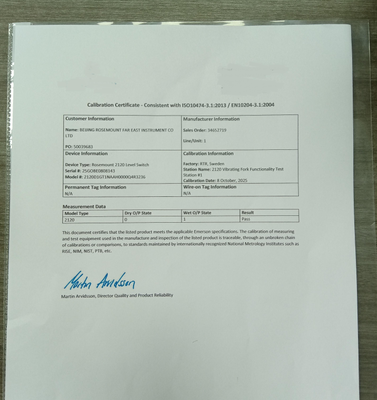 Calibration Certificate - Consistent with ISO10474-3.1:2013 / EN10204-3.1:2004
Customer Information
Manufacturer Information
Name: BEIJING ROSEMOUNT FAR EAST INSTRUMENT CO
LTD
Sales Order: 34652719
Line/Unit: 1
PO: 50039683
Device Information
Calibration Information
Device Type: Rosemount 2120 Level Switch
Factory: RTR, Sweden
Station Name: 2120 Vibrating Fork Functionality Test
Station #1
Calibration Date: 8 October, 2025
Permanent Tag Information
Wire-on Tag Information
N/A
N/A
Measurement Data
Model Type Dry O/P State Wet O/P State Result
2120 0 1 Pass
This document certifies that the listed product meets the applicable Emerson specifications. The calibration of measuring
and test equipment used in the manufacture and inspection of the listed product is traceable, through an unbroken chain
of calibrations or comparisons, to standards maintained by internationally recognised National Metrology Institutes such as
RISE, NIM, NIST, PTB, etc.
Martin Arvidsson
Martin Arvidsson, Director Quality and Product Reliability